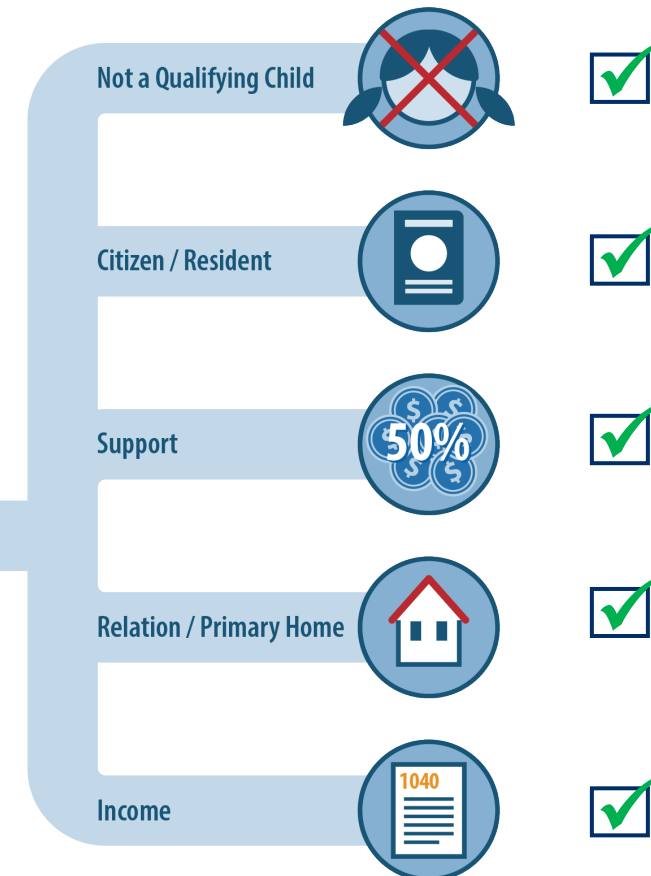 Not a Qualifying Child
Citizen / Resident
$ $
$ 50% $
$ $
Support
Relation / Primary Home
1040
Income